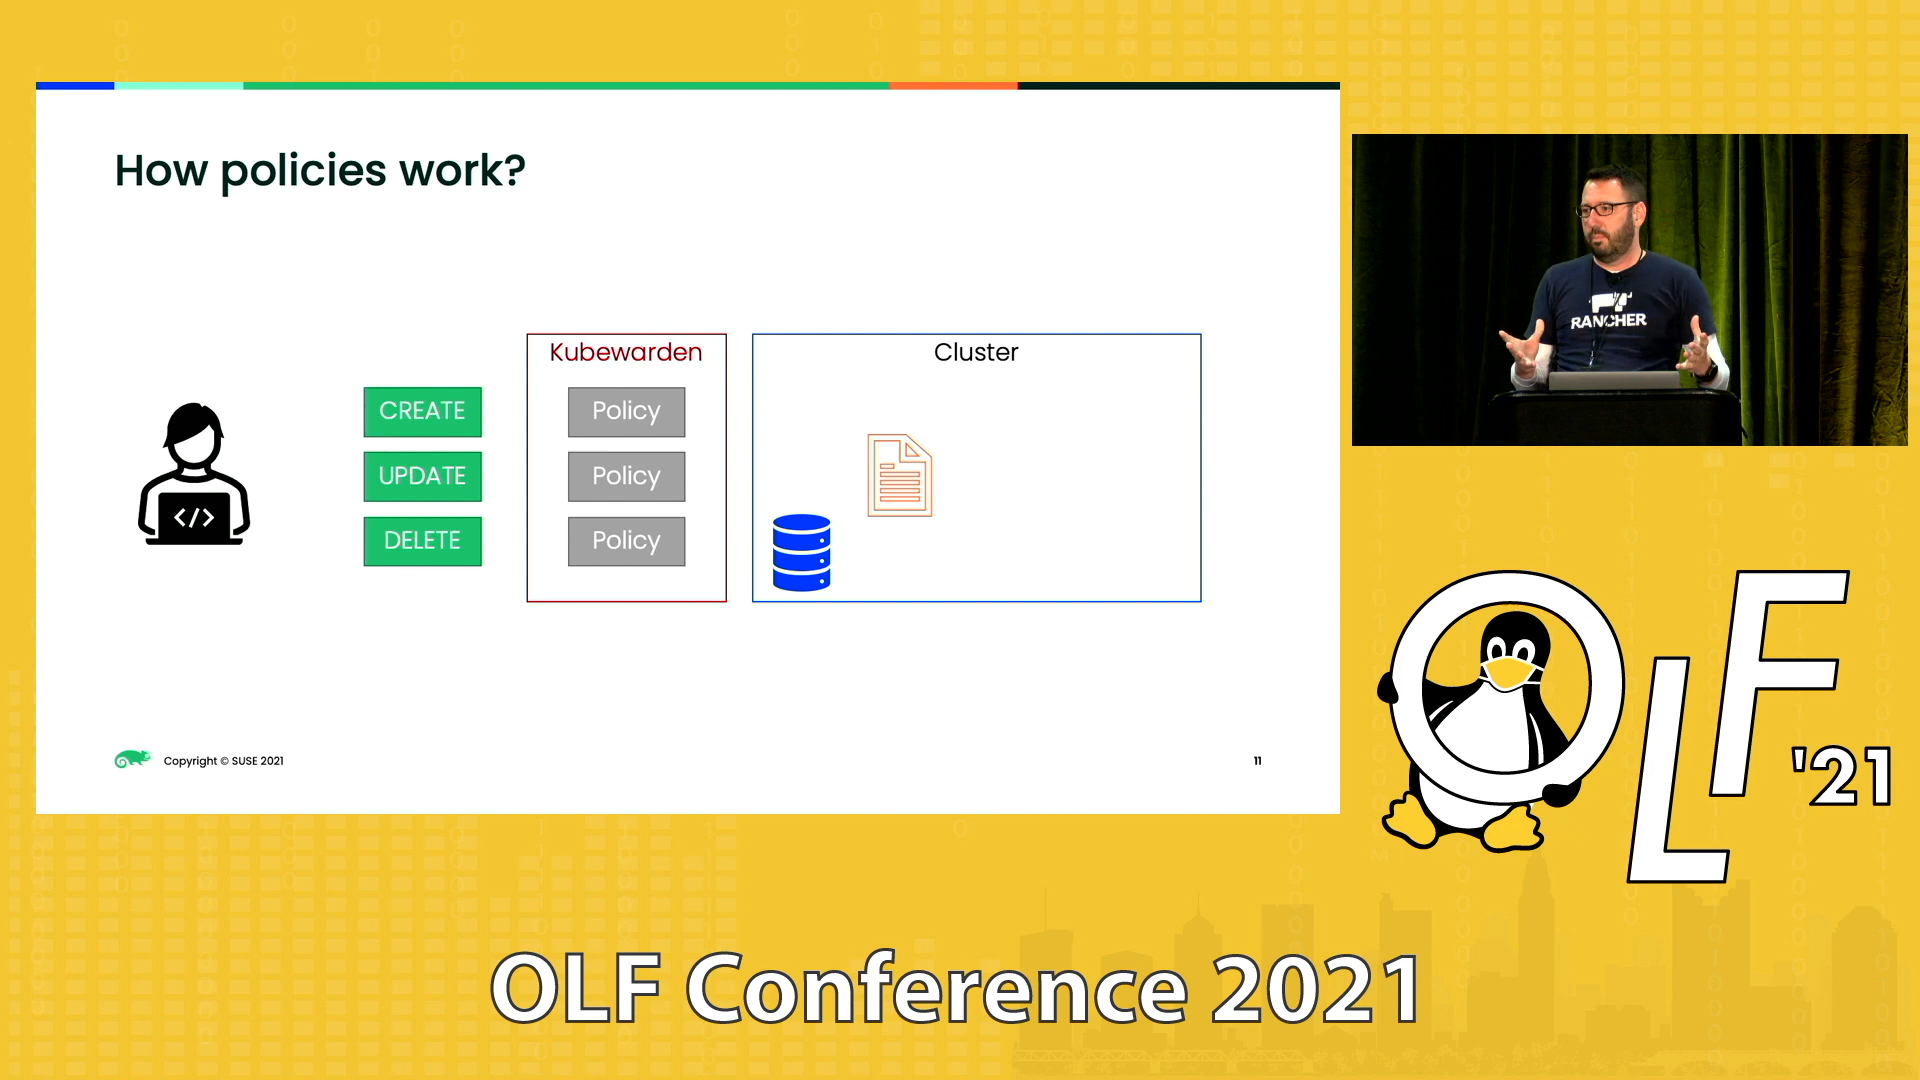 How policies work?
Kubewarden
Cluster
CREATE
Policy
UPDATE
Policy
DELETE
Policy
</>
Copyright © SUSE 2021
11
RANCHER
OLF
'21
OLF Conference 2021